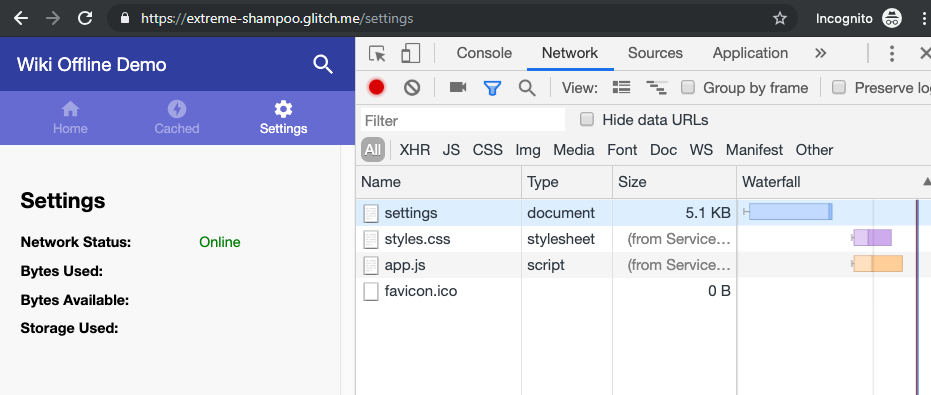 https://extreme-shampoo.glitch.me/settings Incognito
Wiki Offline Demo
Home Cached Settings
Settings
Network Status: Online
Bytes Used:
Bytes Available:
Storage Used:
Console Network Sources Application »
View: Group by frame Preserve log
Filter Hide data URLs
All XHR JS CSS Img Media Font Doc WS Manifest Other
Name Type Size Waterfall
settings document 5.1 KB
styles.css stylesheet (from Service…
app.js script (from Service…
favicon.ico 0 B